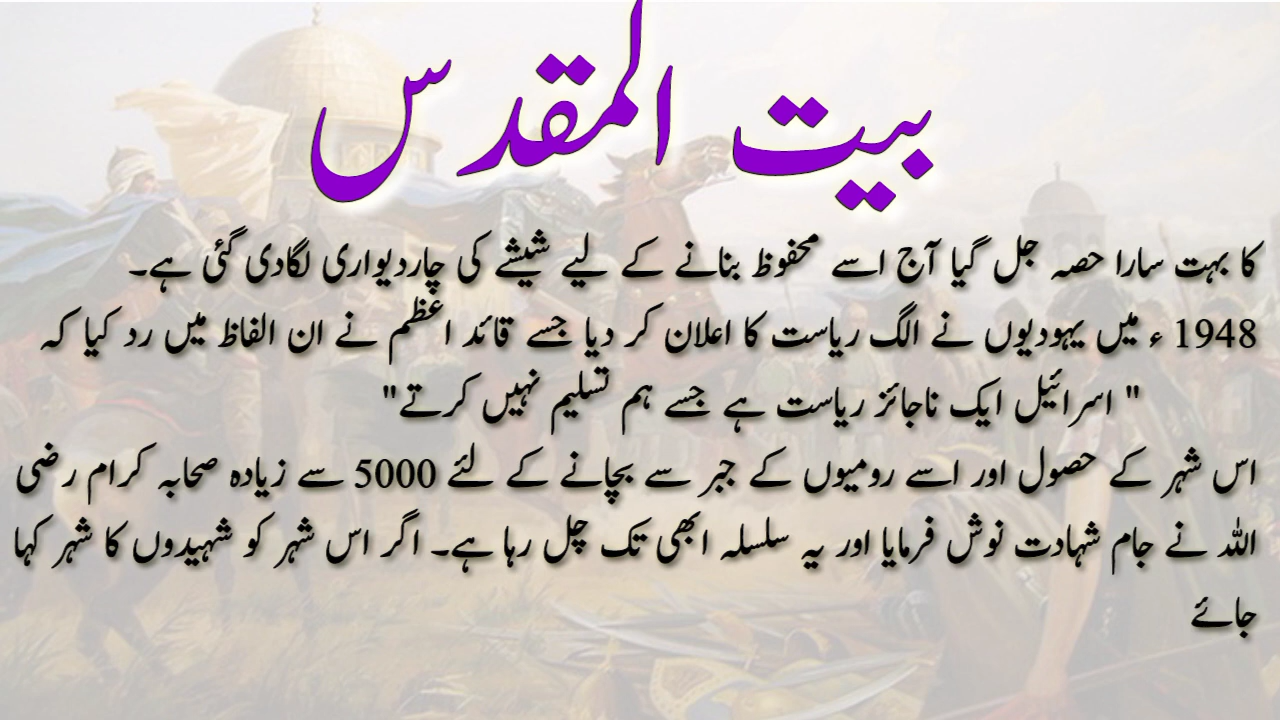 بیت المقدس
کا بہت سارا حصہ جل گیا آج اسے محفوظ بنانے کے لیے شیشے کی چاردیواری لگادی گئی ہے۔
1948 ء میں یہودیوں نے الگ ریاست کا اعلان کر دیا جسے قائد اعظم نے ان الفاظ میں رد کیا کہ
" اسرائیل ایک ناجائز ریاست ہے جسے ہم تسلیم نہیں کرتے"
اس شہر کے حصول اور اسے رومیوں کے جبر سے بچانے کے لئے 5000 سے زیادہ صحابہ کرام رضی
اللہ نے جام شہادت نوش فرمایا اور یہ سلسلہ ابھی تک چل رہا ہے۔ اگر اس شہر کو شہیدوں کا شہر کہا
جائے